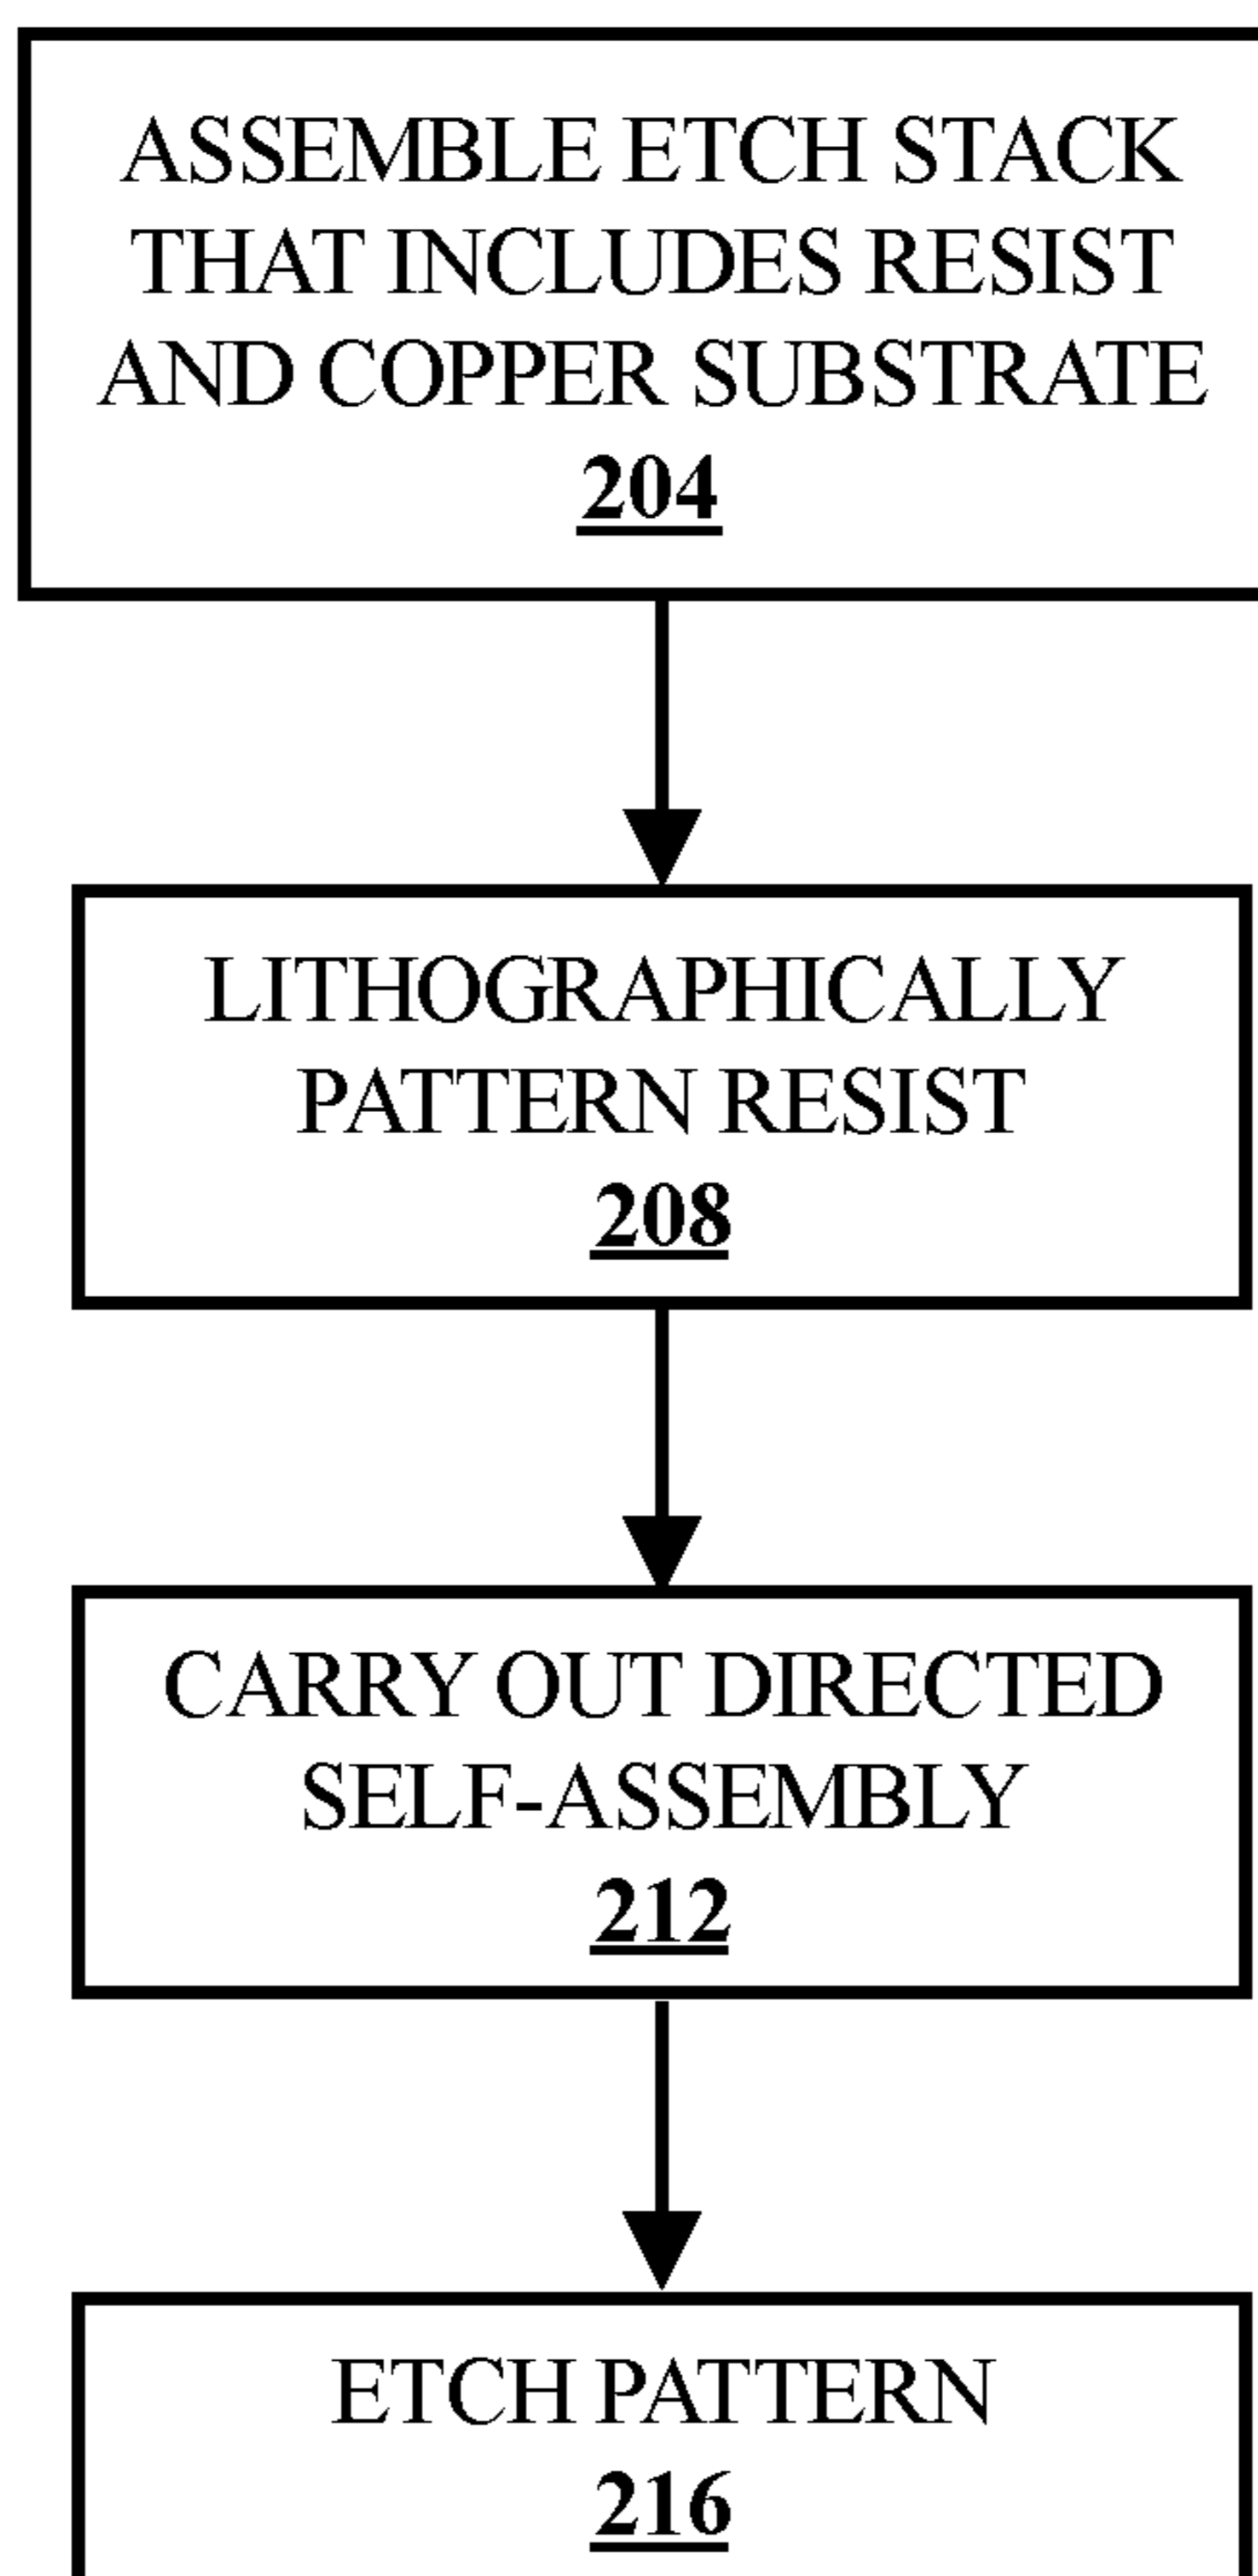 ASSEMBLE ETCH STACK
THAT INCLUDES RESIST
AND COPPER SUBSTRATE
204
LITHOGRAPHICALLY
PATTERN RESIST
208
CARRY OUT DIRECTED
SELF-ASSEMBLY
212
ETCH PATTERN
216